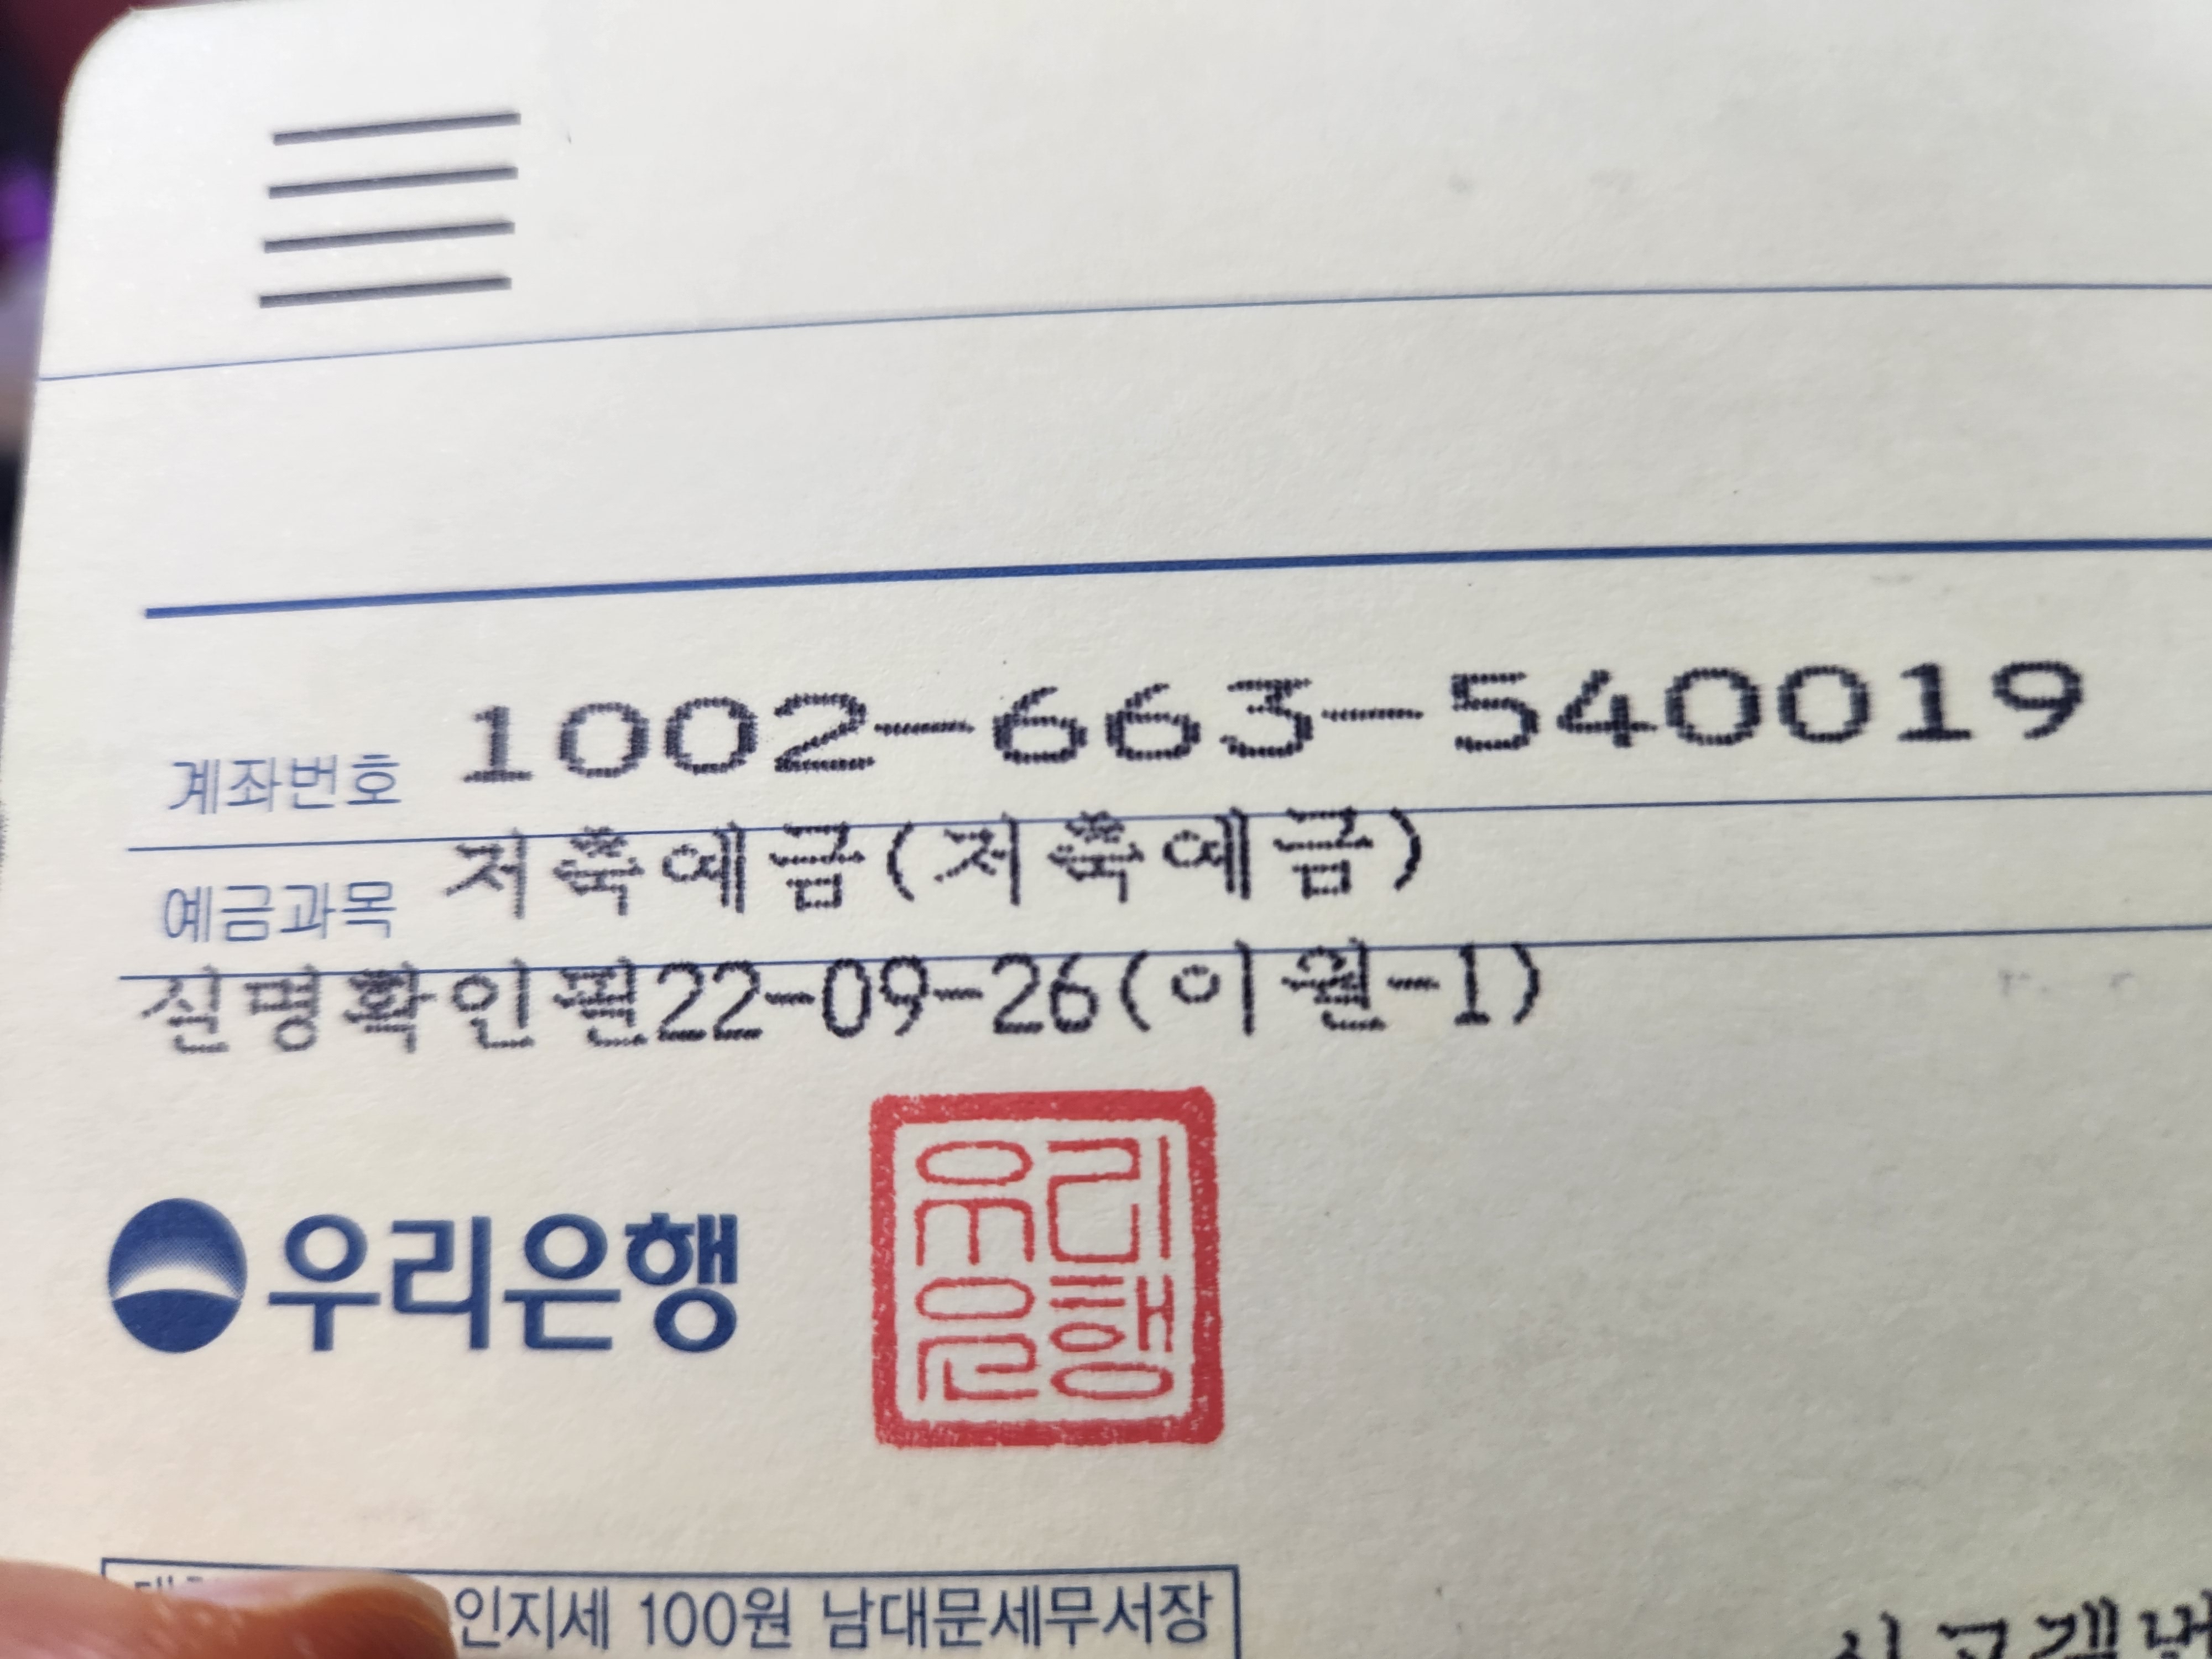 계좌번호 1002-663-540019
예금과목 저축예금(저축예금)
실명확인필22-09-26(이월-1)
우리은행
우리
은행
인지세 100원 남대문세무서장